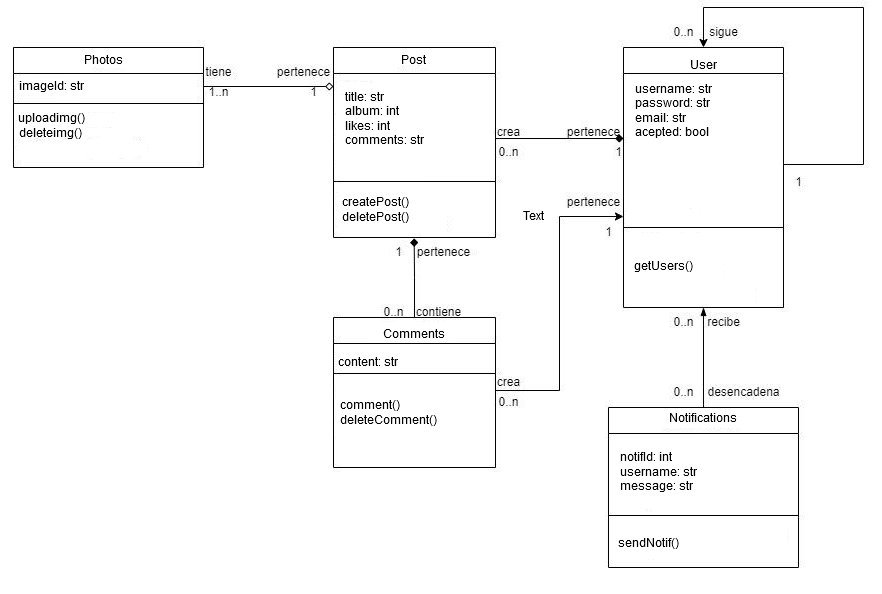 0..n sigue
Photos
imageId: str
uploadimg()
deleteimg()
tiene
1..n
pertenece
1
Post
title: str
album: int
likes: int
comments: str
createPost()
deletePost()
crea
0..n
pertenece
1
User
username: str
password: str
email: str
acepted: bool
getUsers()
1
Text
pertenece
1
1 pertenece
0..n contiene
Comments
content: str
comment()
deleteComment()
crea
0..n
0..n recibe
0..n desencadena
Notifications
notifId: int
username: str
message: str
sendNotif()